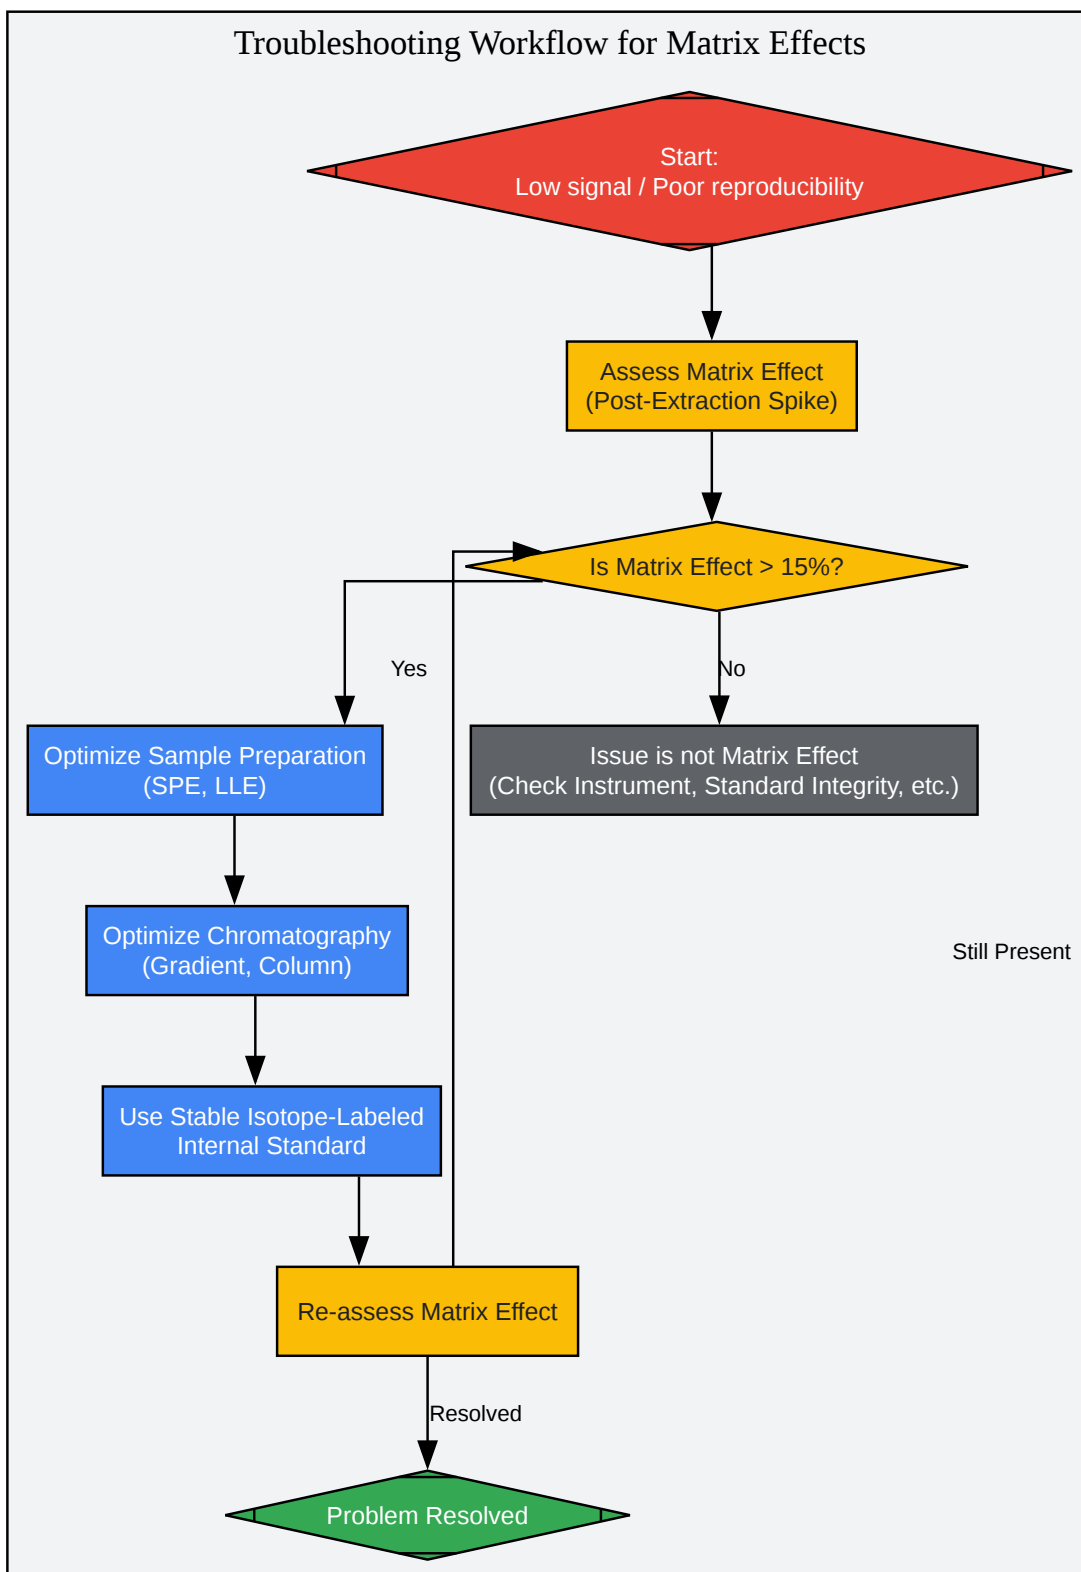 Troubleshooting Workflow for Matrix Effects
Start:
Low signal / Poor reproducibility
Assess Matrix Effect
(Post-Extraction Spike)
Is Matrix Effect > 15%?
Yes
No
Optimize Sample Preparation
(SPE, LLE)
Issue is not Matrix Effect
(Check Instrument, Standard Integrity, etc.)
Optimize Chromatography
(Gradient, Column)
Still Present
Use Stable Isotope-Labeled
Internal Standard
Re-assess Matrix Effect
Resolved
Problem Resolved